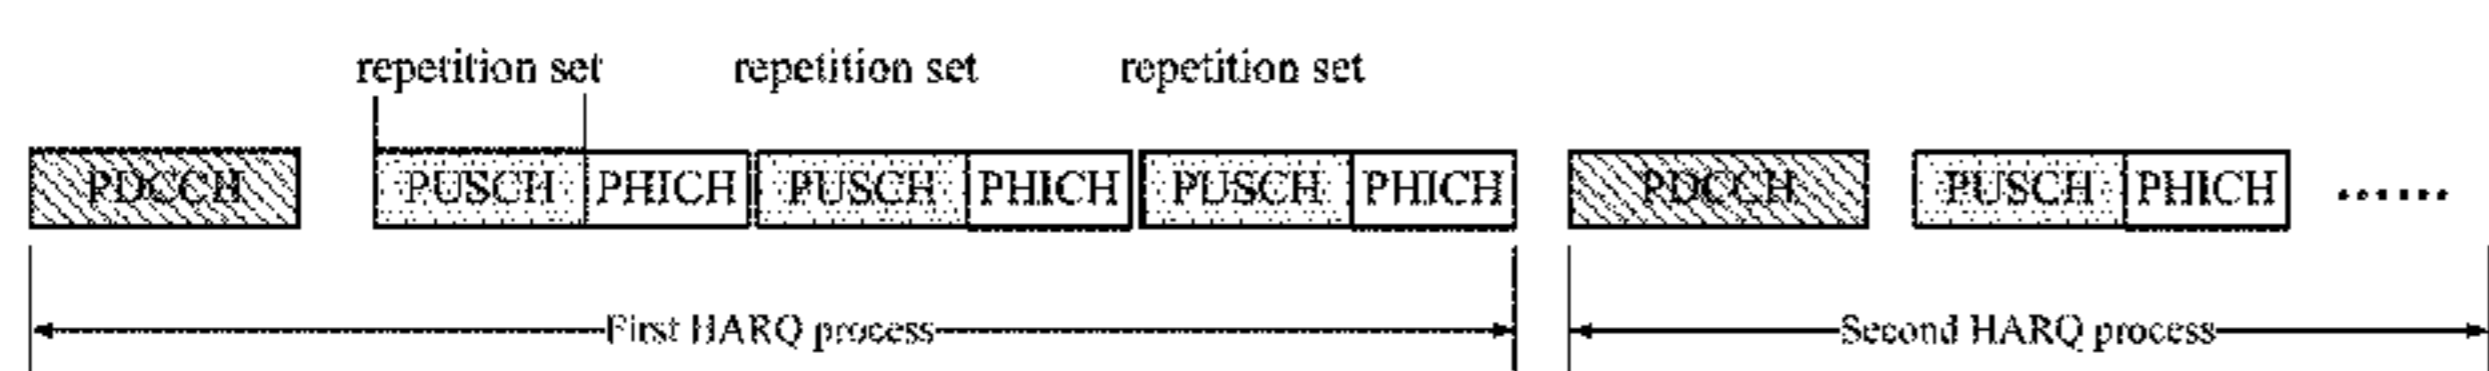 repetition set repetition set repetition set
PDCCH PUSCH PHICH PUSCH PHICH PUSCH PHICH PDCCH PUSCH PHICH ......
First HARQ process Second HARQ process